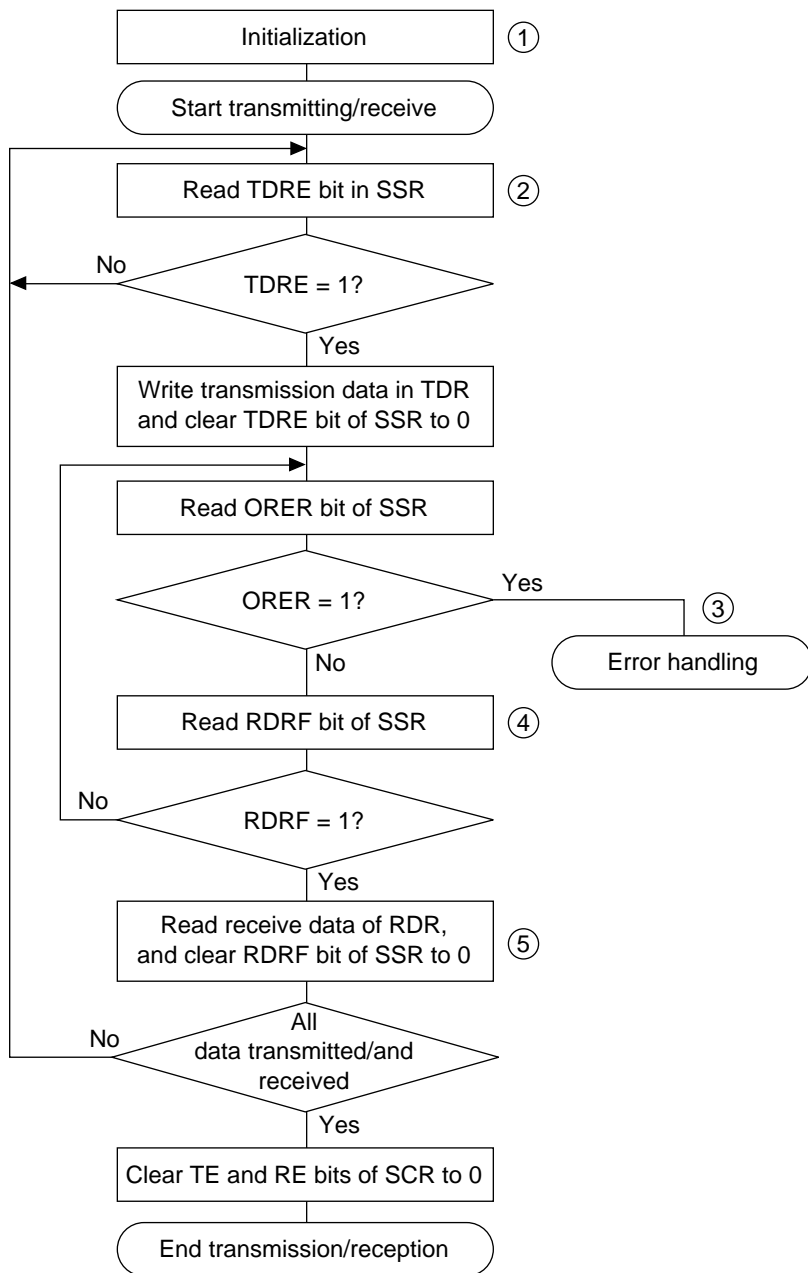 Initialization
①
Start transmitting/receive
Read TDRE bit in SSR
②
No
TDRE = 1?
Yes
Write transmission data in TDR
and clear TDRE bit of SSR to 0
Read ORER bit of SSR
Yes
ORER = 1?
③
No
Error handling
Read RDRF bit of SSR
④
No
RDRF = 1?
Yes
Read receive data of RDR,
and clear RDRF bit of SSR to 0
⑤
All
No
data transmitted/and
received
Yes
Clear TE and RE bits of SCR to 0
End transmission/reception